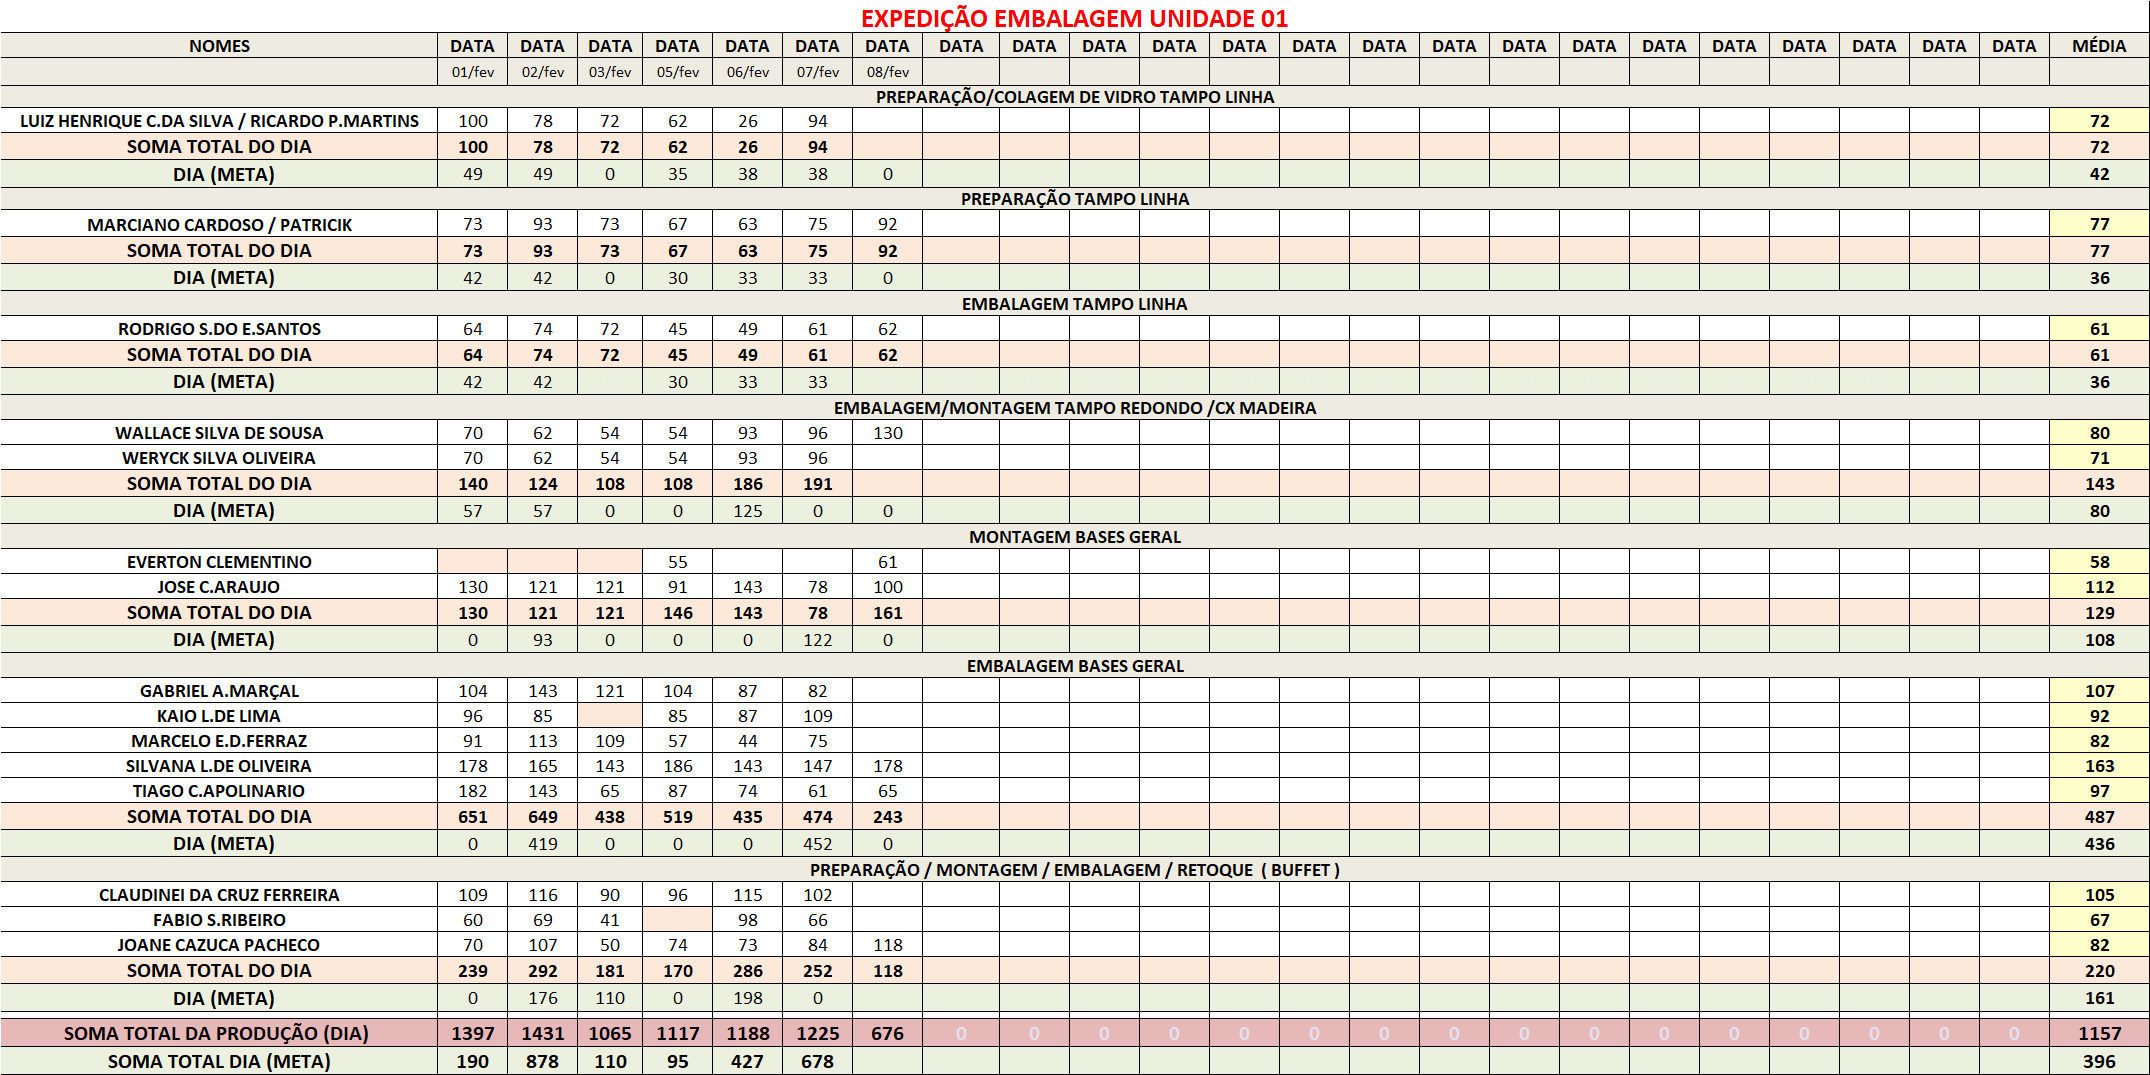 EXPEDIÇÃO EMBALAGEM UNIDADE 01
NOMES DATA DATA DATA DATA DATA DATA DATA DATA DATA DATA DATA DATA DATA DATA DATA DATA DATA DATA DATA DATA DATA DATA DATA MÉDIA
01/fev 02/fev 03/fev 05/fev 06/fev 07/fev 08/fev
PREPARAÇÃO/COLAGEM DE VIDRO TAMPO LINHA
LUIZ HENRIQUE C.DA SILVA / RICARDO P.MARTINS 100 78 72 62 26 94 72
SOMA TOTAL DO DIA 100 78 72 62 26 94 72
DIA (META) 49 49 0 35 38 38 0 42
PREPARAÇÃO TAMPO LINHA
MARCIANO CARDOSO / PATRICIK 73 93 73 67 63 75 92 77
SOMA TOTAL DO DIA 73 93 73 67 63 75 92 77
DIA (META) 42 42 0 30 33 33 0 36
EMBALAGEM TAMPO LINHA
RODRIGO S.DO E.SANTOS 64 74 72 45 49 61 62 61
SOMA TOTAL DO DIA 64 74 72 45 49 61 62 61
DIA (META) 42 42 30 33 33 36
EMBALAGEM/MONTAGEM TAMPO REDONDO /CX MADEIRA
WALLACE SILVA DE SOUSA 70 62 54 54 93 96 130 80
WERYCK SILVA OLIVEIRA 70 62 54 54 93 96 71
SOMA TOTAL DO DIA 140 124 108 108 186 191 143
DIA (META) 57 57 0 0 125 0 0 80
MONTAGEM BASES GERAL
EVERTON CLEMENTINO 55 61 58
JOSE C.ARAUJO 130 121 121 91 143 78 100 112
SOMA TOTAL DO DIA 130 121 121 146 143 78 161 129
DIA (META) 0 93 0 0 0 122 0 108
EMBALAGEM BASES GERAL
GABRIEL A.MARÇAL 104 143 121 104 87 82 107
KAIO L.DE LIMA 96 85 85 87 109 92
MARCELO E.D.FERRAZ 91 113 109 57 44 75 82
SILVANA L.DE OLIVEIRA 178 165 143 186 143 147 178 163
TIAGO C.APOLINARIO 182 143 65 87 74 61 65 97
SOMA TOTAL DO DIA 651 649 438 519 435 474 243 487
DIA (META) 0 419 0 0 0 452 0 436
PREPARAÇÃO / MONTAGEM / EMBALAGEM / RETOQUE ( BUFFET )
CLAUDINEI DA CRUZ FERREIRA 109 116 90 96 115 102 105
FABIO S.RIBEIRO 60 69 41 98 66 67
JOANE CAZUCA PACHECO 70 107 50 74 73 84 118 82
SOMA TOTAL DO DIA 239 292 181 170 286 252 118 220
DIA (META) 0 176 110 0 198 0 161
SOMA TOTAL DA PRODUÇÃO (DIA) 1397 1431 1065 1117 1188 1225 676 0 0 0 0 0 0 0 0 0 0 0 0 0 0 0 0 1157
SOMA TOTAL DIA (META) 190 878 110 95 427 678 396